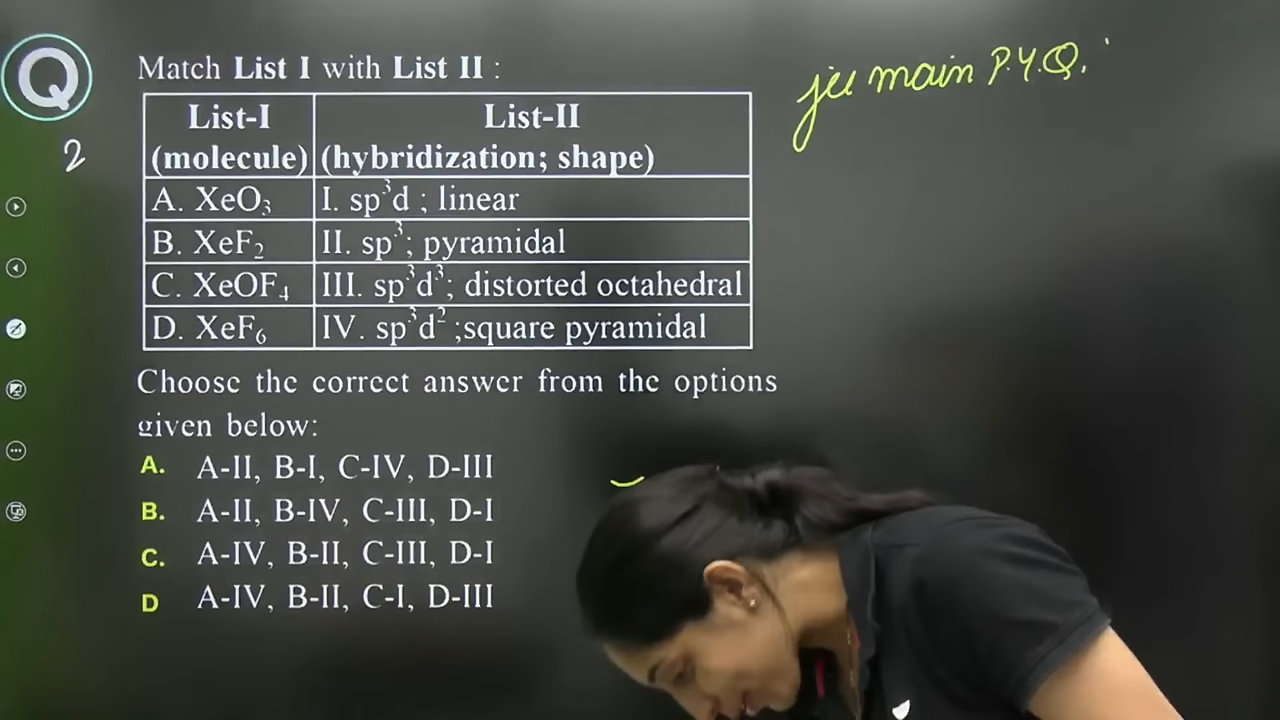 Q
2
Match List I with List II :
jee main P.Y.Q.
List-I List-II
(molecule) (hybridization; shape)
A. XeO₃ I. sp³d ; linear
B. XeF₂ II. sp³; pyramidal
C. XeOF₄ III. sp³d³; distorted octahedral
D. XeF₆ IV. sp³d² ;square pyramidal
Choose the correct answer from the options
given below:
A. A-II, B-I, C-IV, D-III
B. A-II, B-IV, C-III, D-I
C. A-IV, B-II, C-III, D-I
D A-IV, B-II, C-I, D-III